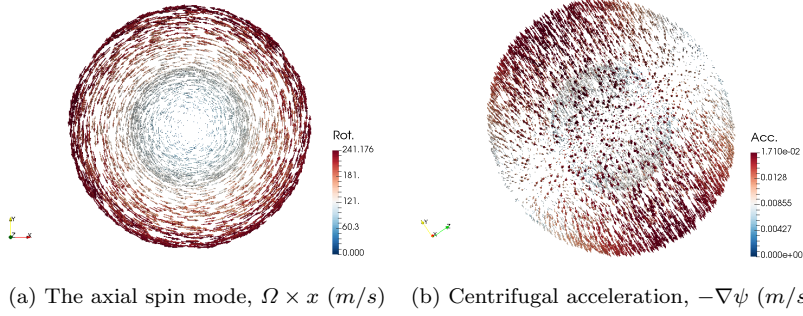 Rot.
241.176
181.
121.
60.3
0.000
Y
Z X
Acc.
1.710e-02
0.0128
0.00855
0.00427
0.000e+00
Y Z
X
(a) The axial spin mode, Ω × x (m/s)
(b) Centrifugal acceleration, −∇ψ (m/s